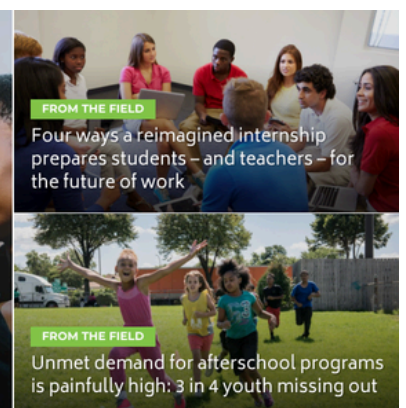 FROM THE FIELD
Four ways a reimagined internship
prepares students – and teachers – for
the future of work
FROM THE FIELD
Unmet demand for afterschool programs
is painfully high: 3 in 4 youth missing out